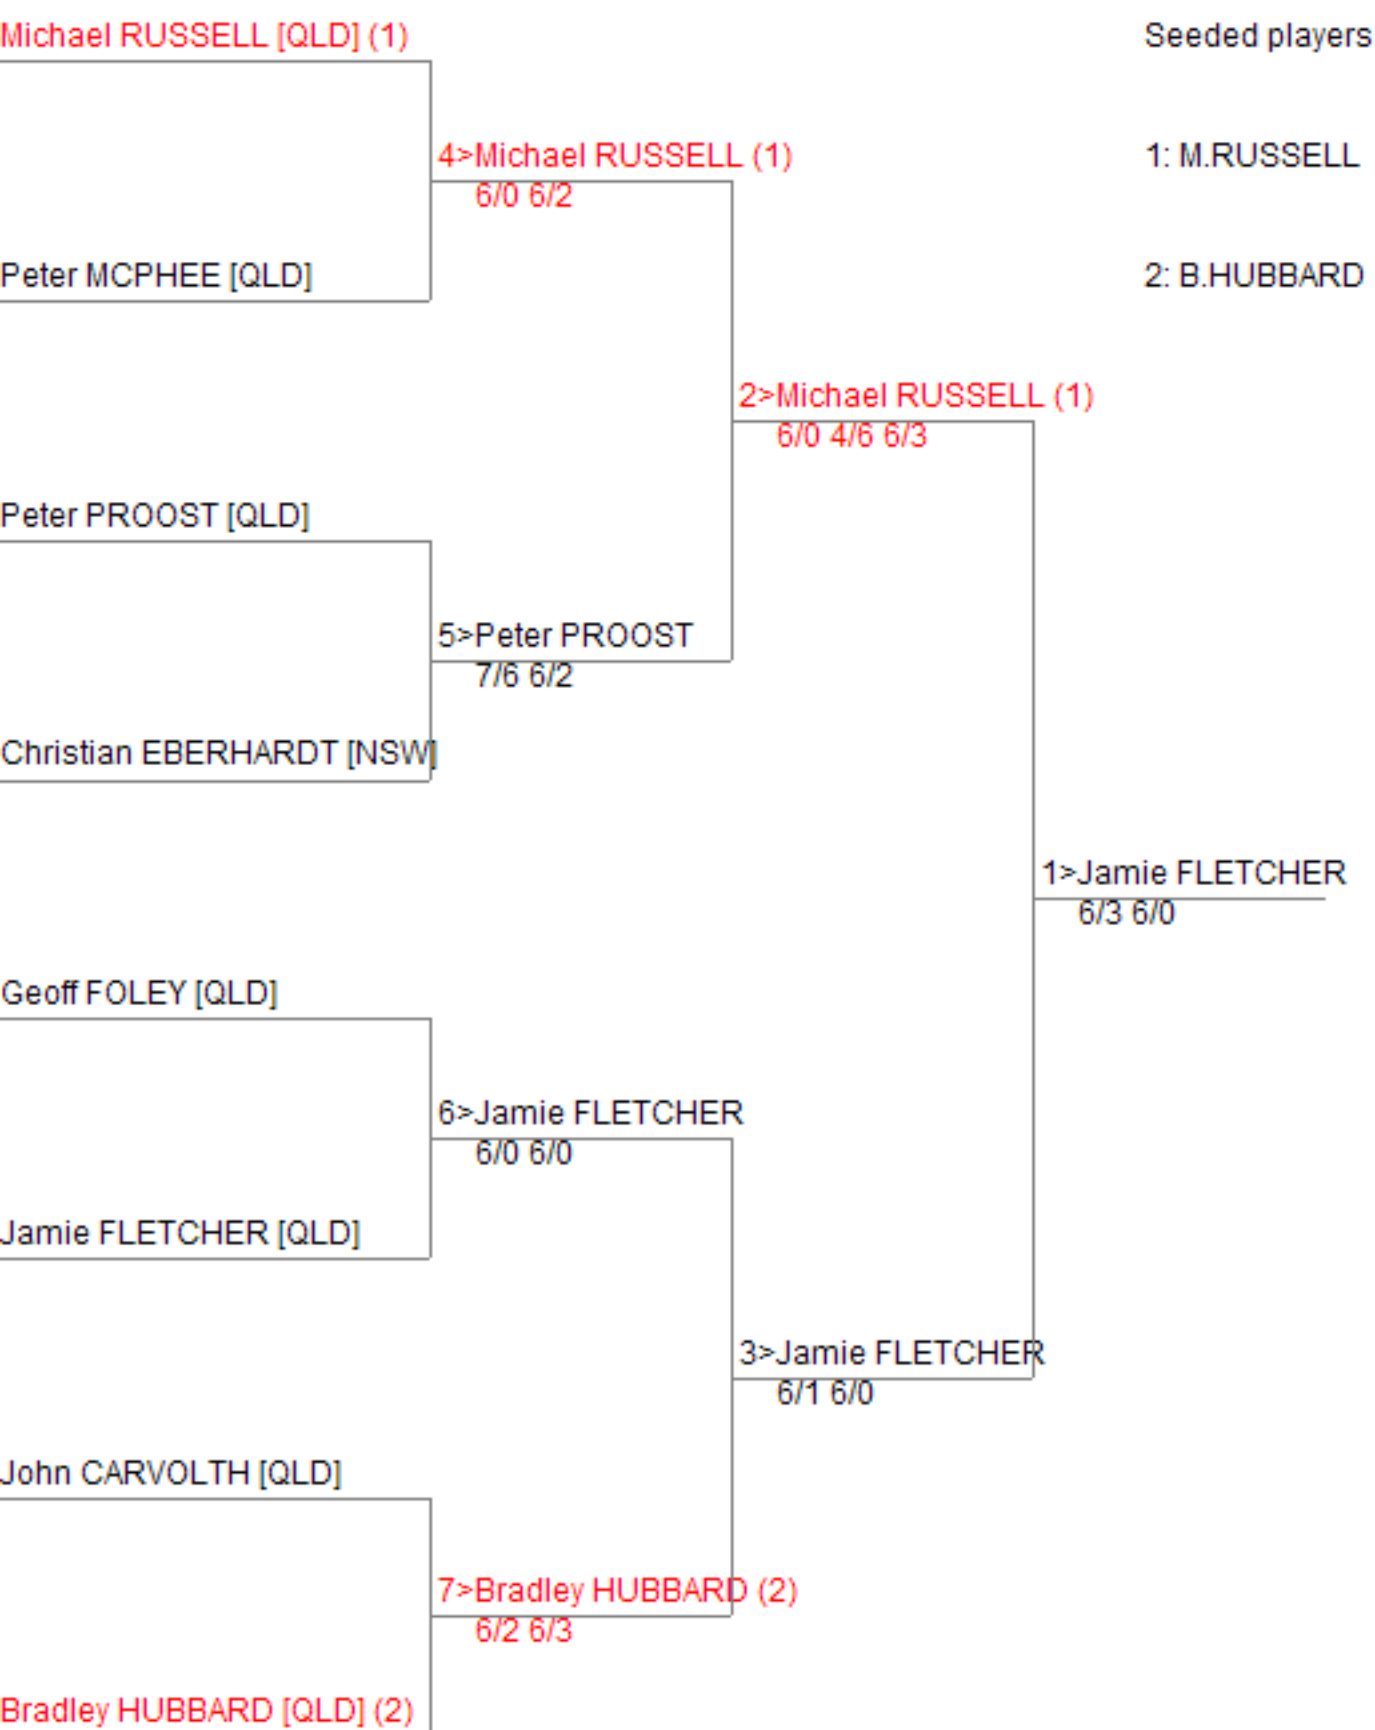 Michael RUSSELL [QLD] (1)
Seeded players
4>Michael RUSSELL (1)
1: M.RUSSELL
6/0 6/2
Peter MCPHEE [QLD]
2: B.HUBBARD
2>Michael RUSSELL (1)
6/0 4/6 6/3
Peter PROOST [QLD]
5>Peter PROOST
7/6 6/2
Christian EBERHARDT [NSW]
1>Jamie FLETCHER
6/3 6/0
Geoff FOLEY [QLD]
6>Jamie FLETCHER
6/0 6/0
Jamie FLETCHER [QLD]
3>Jamie FLETCHER
6/1 6/0
John CARVOLTH [QLD]
7>Bradley HUBBARD (2)
6/2 6/3
Bradley HUBBARD [QLD] (2)